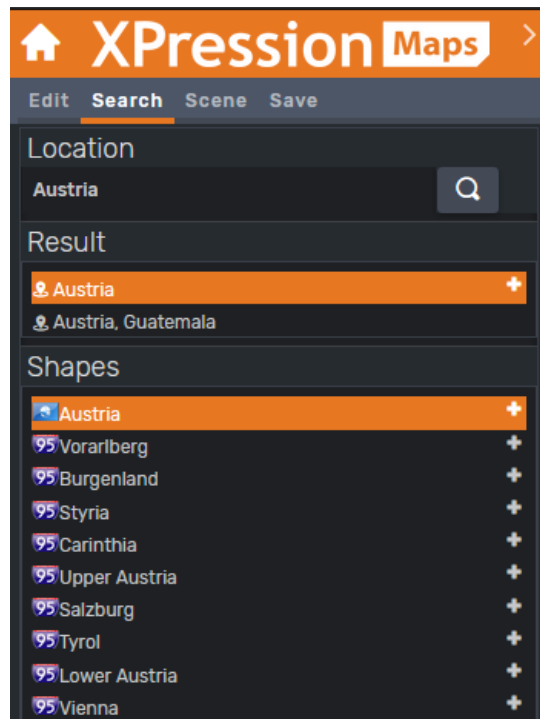 XPression Maps
Edit Search Scene Save
Location
Austria
Result
Austria
Austria, Guatemala
Shapes
Austria
95 Vorarlberg
95 Burgenland
95 Styria
95 Carinthia
95 Upper Austria
95 Salzburg
95 Tyrol
95 Lower Austria
95 Vienna